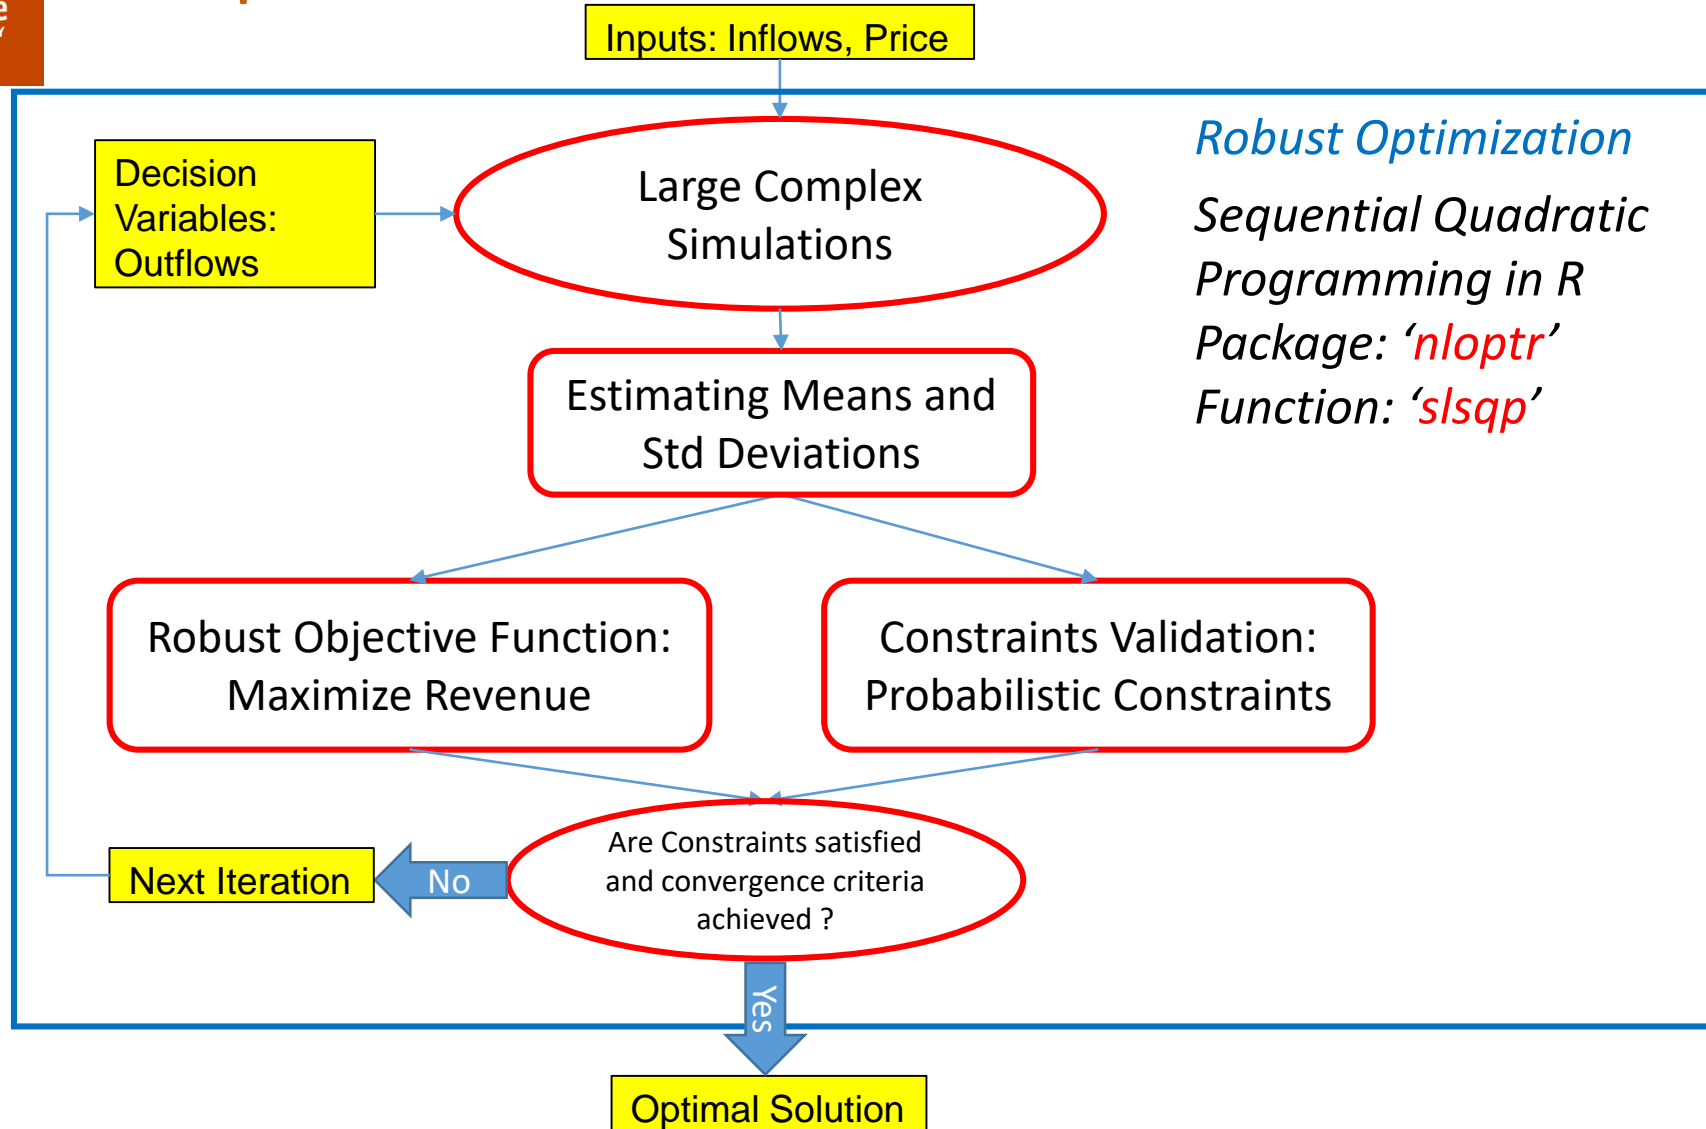 Inputs: Inflows, Price
Decision
Variables:
Outflows
Large Complex
Simulations
Robust Optimization
Sequential Quadratic
Programming in R
Package: ‘nloptr’
Function: ‘slsqp’
Estimating Means and
Std Deviations
Robust Objective Function:
Maximize Revenue
Constraints Validation:
Probabilistic Constraints
Are Constraints satisfied
and convergence criteria
achieved ?
No
Next Iteration
Yes
Optimal Solution